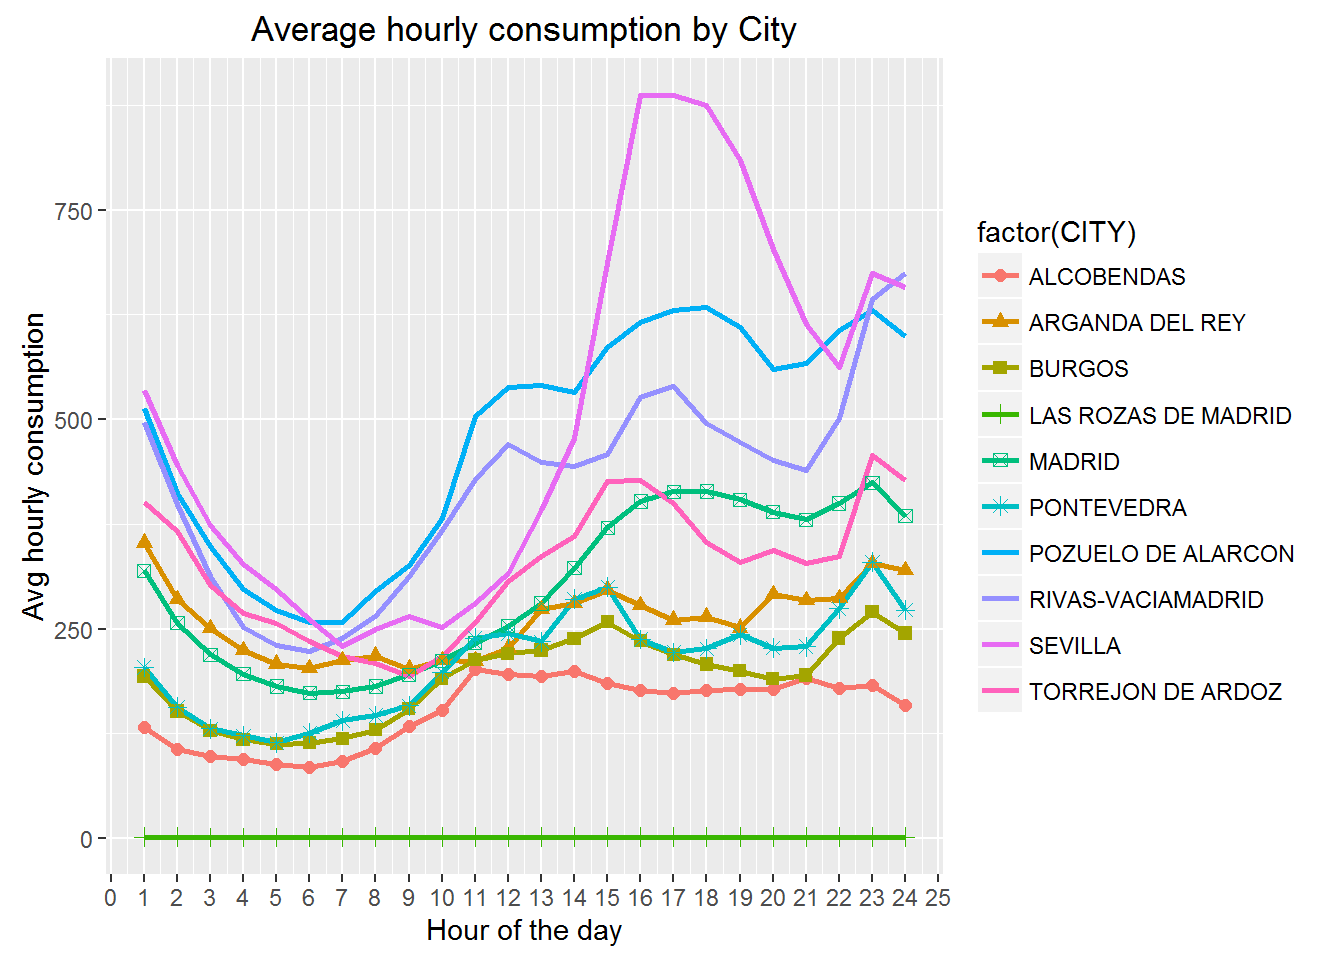 Average hourly consumption by City
Avg hourly consumption
750
500
250
0
0 1 2 3 4 5 6 7 8 9 10 11 12 13 14 15 16 17 18 19 20 21 22 23 24 25
Hour of the day
factor(CITY)
ALCOBENDAS
ARGANDA DEL REY
BURGOS
LAS ROZAS DE MADRID
MADRID
PONTEVEDRA
POZUELO DE ALARCON
RIVAS-VACIAMADRID
SEVILLA
TORREJON DE ARDOZ